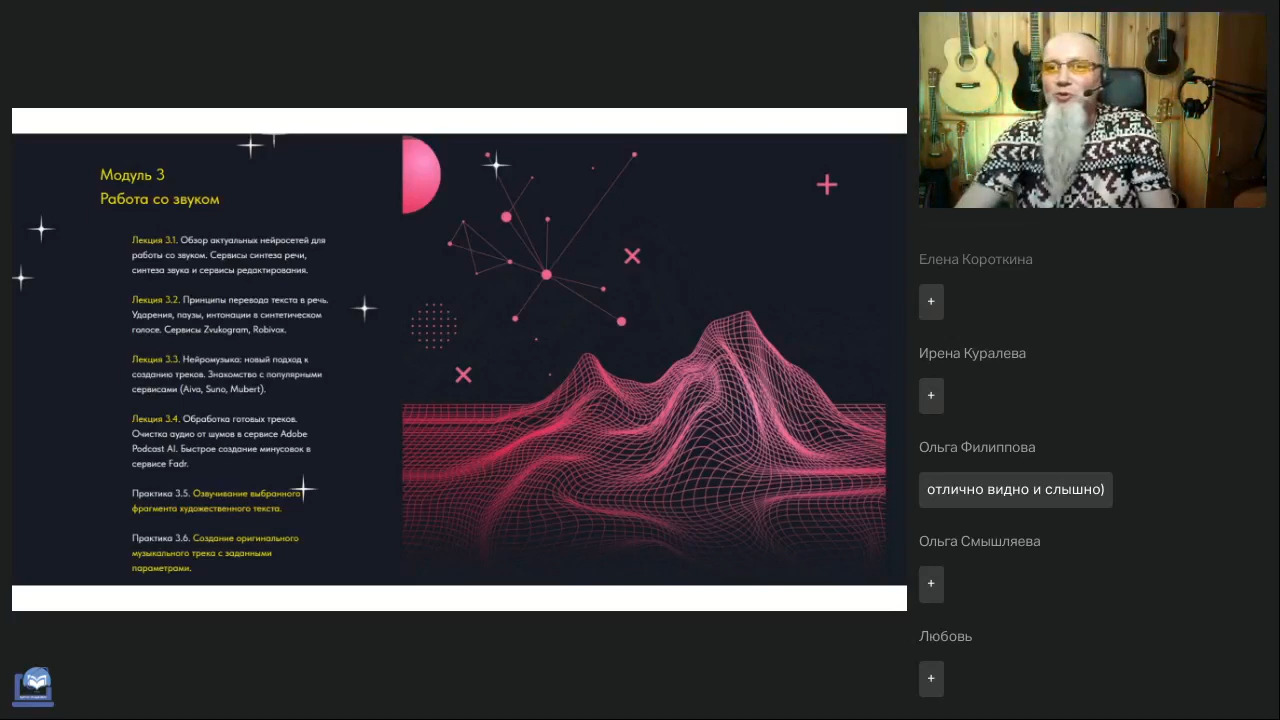 Модуль 3
Работа со звуком
Лекция 3.1. Обзор актуальных нейросетей для
работы со звуком. Сервисы синтеза речи,
синтеза звука и сервисы редактирования.
Лекция 3.2. Принципы перевода текста в речь.
Ударения, паузы, интонации в синтетическом
голосе. Сервисы Zvukogram, Robivox.
Лекция 3.3. Нейромузыка: новый подход к
созданию треков. Знакомство с популярными
сервисами (Aiva, Suno, Mubert).
Лекция 3.4. Обработка готовых треков.
Очистка аудио от шумов в сервисе Adobe
Podcast AI. Быстрое создание минусовок в
сервисе Fadr.
Практика 3.5. Озвучивание выбранного
фрагмента художественного текста.
Практика 3.6. Создание оригинального
музыкального трека с заданными
параметрами.
Елена Короткина
+
Ирена Куралева
+
Ольга Филиппова
отлично видно и слышно)
Ольга Смышляева
+
Любовь
+